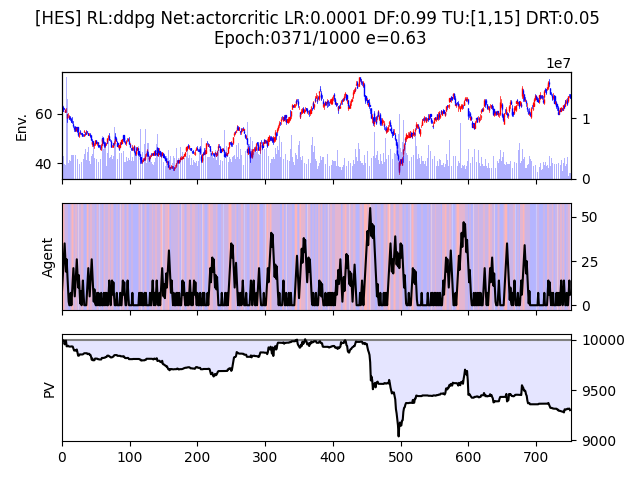 [HES] RL:ddpg Net:actorcritic LR:0.0001 DF:0.99 TU:[1,15] DRT:0.05
Epoch:0371/1000 e=0.63
1e7
Env.
60
40
1
0
Agent
50
25
0
PV
10000
9500
9000
0 100 200 300 400 500 600 700